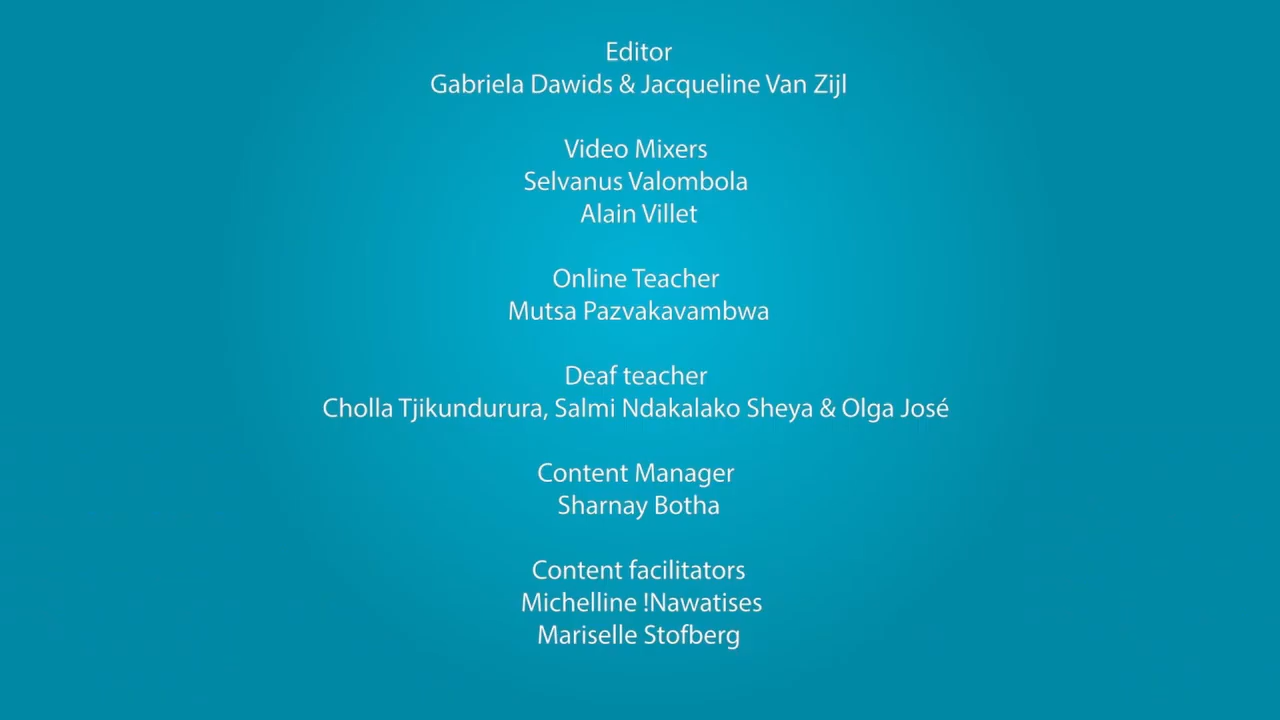 Editor
Gabriela Dawids & Jacqueline Van Zijl
Video Mixers
Selvanus Valombola
Alain Villet
Online Teacher
Mutsa Pazvakavambwa
Deaf teacher
Cholla Tjikundurura, Salmi Ndakalako Sheya & Olga José
Content Manager
Sharnay Botha
Content facilitators
Michelline !Nawatises
Mariselle Stofberg